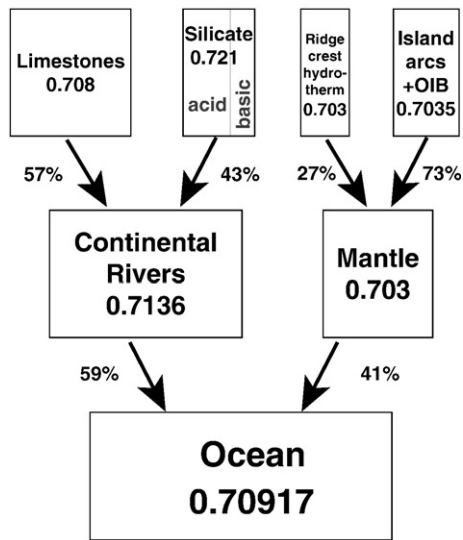 Limestones
0.708
Silicate
0.721
acid
basic
Ridge
crest
hydro-
therm
0.703
Island
arcs
+OIB
0.7035
57%
43%
27%
73%
Continental
Rivers
0.7136
Mantle
0.703
59%
41%
Ocean
0.70917